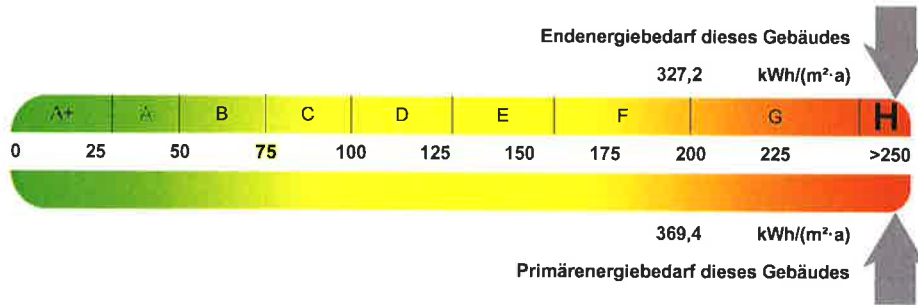 Endenergiebedarf dieses Gebäudes
327,2 kWh/(m²·a)
A+ A B C D E F G H
0 25 50 75 100 125 150 175 200 225 >250
369,4 kWh/(m²·a)
Primärenergiebedarf dieses Gebäudes